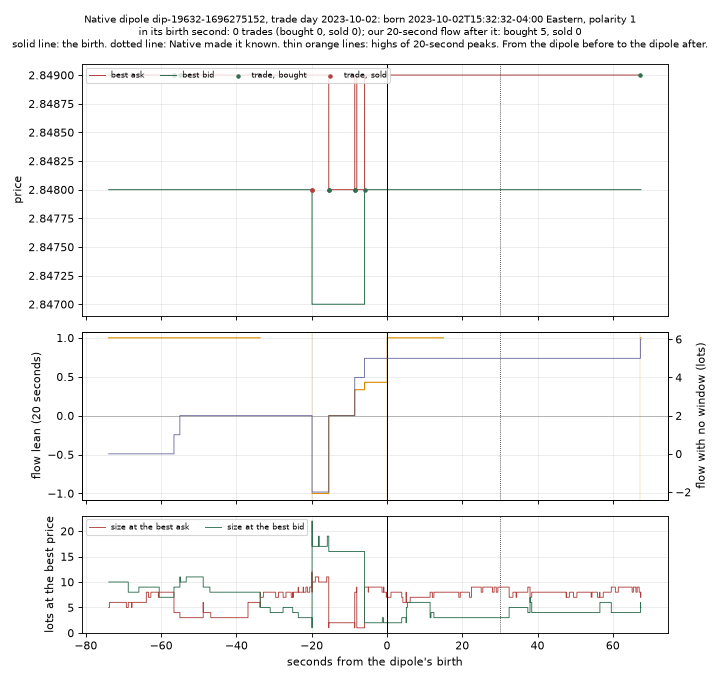 Native dipole dip-19632-1696275152, trade day 2023-10-02: born 2023-10-02T15:32:32-04:00 Eastern, polarity 1
in its birth second: 0 trades (bought 0, sold 0); our 20-second flow after it: bought 5, sold 0
solid line: the birth. dotted line: Native made it known. thin orange lines: highs of 20-second peaks. From the dipole before to the dipole after.
best ask
best bid
trade, bought
trade, sold
2.84900
2.84875
2.84850
2.84825
2.84800
2.84775
2.84750
2.84725
2.84700
price
1.0
0.5
0.0
−0.5
−1.0
flow lean (20 seconds)
6
4
2
0
−2
flow with no window (lots)
size at the best ask
size at the best bid
20
15
10
5
0
lots at the best price
−80
−60
−40
−20
0
20
40
60
seconds from the dipole's birth